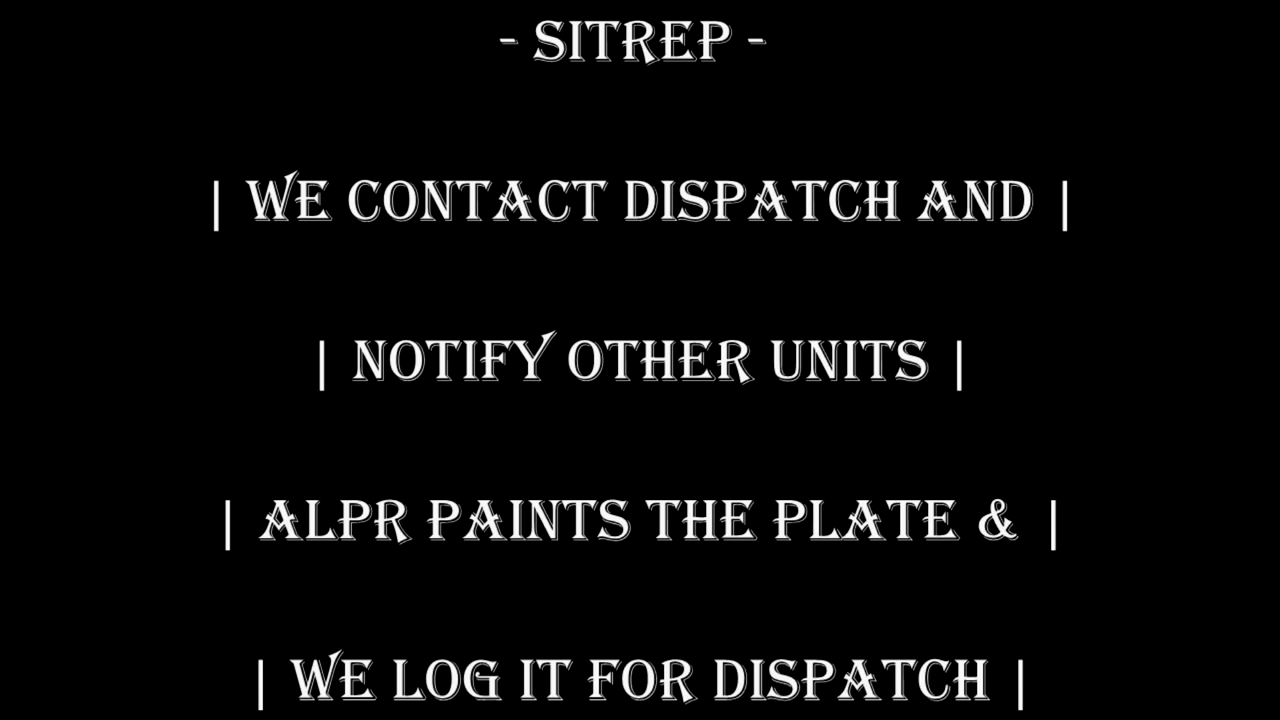 - SITREP -
| WE CONTACT DISPATCH AND |
| NOTIFY OTHER UNITS |
| ALPR PAINTS THE PLATE & |
| WE LOG IT FOR DISPATCH |